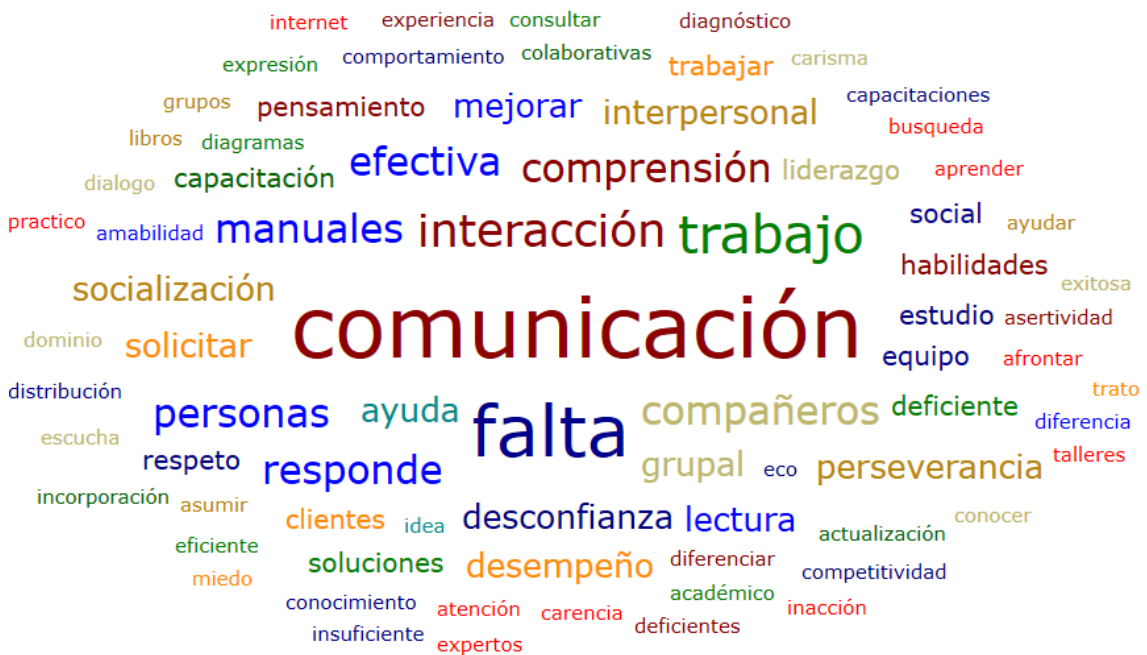 internet experiencia consultar diagnóstico
expresión comportamiento colaborativas trabajar carisma
grupos pensamiento mejorar interpersonal capacitaciones
libros diagramas busqueda
dialogo capacitación efectiva comprensión liderazgo aprender
practico amabilidad manuales interacción trabajo social ayudar
socialización habilidades exitosa
dominio solicitar comunicación estudio asertividad
equipo afrontar
distribución personas ayuda falta compañeros deficiente trato
escucha diferencia
respeto responde grupal eco perseverancia talleres
incorporación asumir clientes idea desconfianza lectura actualización conocer
eficiente soluciones desempeño diferenciar competitividad
miedo conocimiento atención carencia académico inacción
insuficiente expertos deficientes